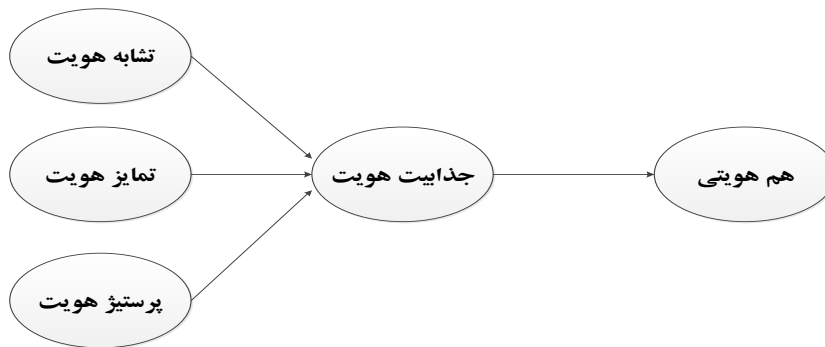 تشابه هویت
تمایز هویت
جذابیت هویت
هم هویتی
پرستیژ هویت